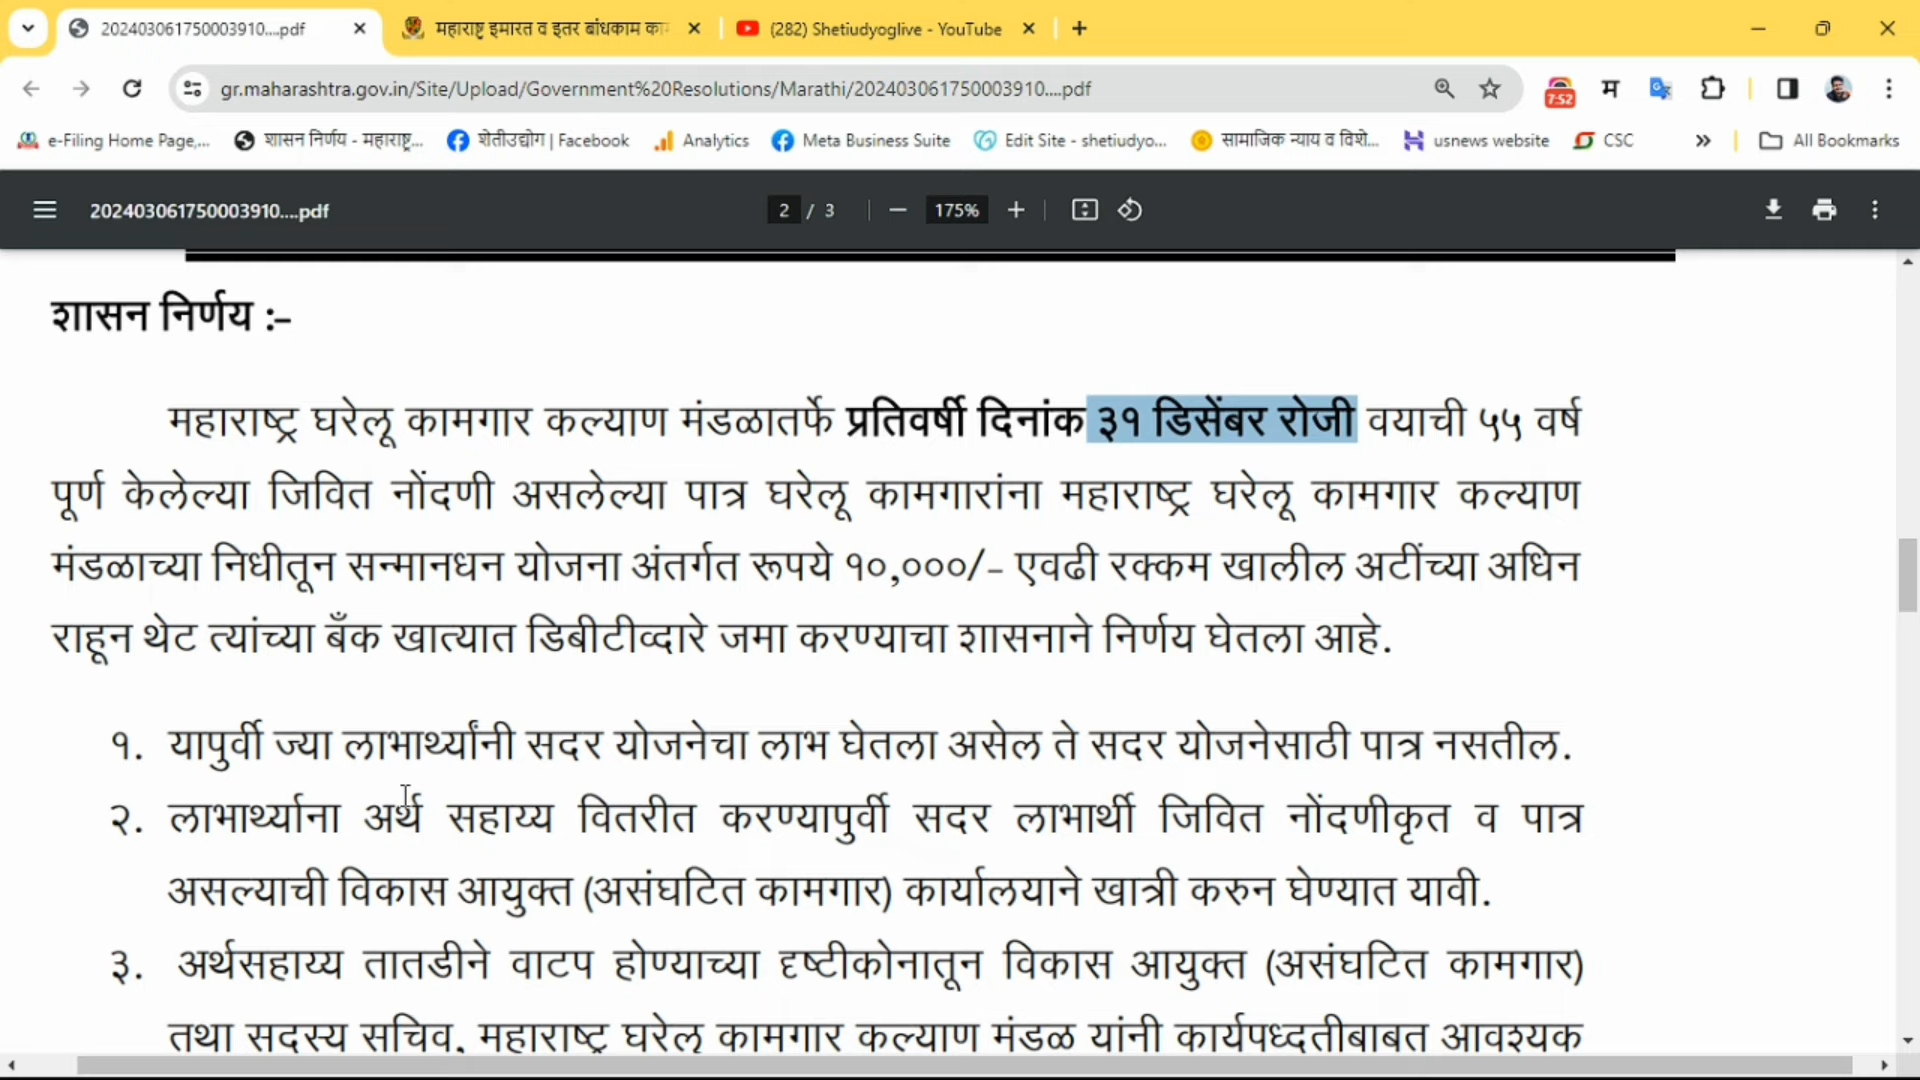 202403061750003910....pdf
महाराष्ट्र इमारत व इतर बांधकाम काम
(282) Shetiudyoglive - YouTube
gr.maharashtra.gov.in/Site/Upload/Government%20Resolutions/Marathi/202403061750003910....pdf
7:52
म
e-Filing Home Page,...
शासन निर्णय - महाराष्ट्र...
शेतीउद्योग | Facebook
Analytics
Meta Business Suite
Edit Site - shetiudyo...
सामाजिक न्याय व विशे...
usnews website
CSC
All Bookmarks
202403061750003910....pdf
2 / 3
175%
शासन निर्णय :-
महाराष्ट्र घरेलू कामगार कल्याण मंडळातर्फे प्रतिवर्षी दिनांक ३१ डिसेंबर रोजी वयाची ५५ वर्ष
पूर्ण केलेल्या जिवित नोंदणी असलेल्या पात्र घरेलू कामगारांना महाराष्ट्र घरेलू कामगार कल्याण
मंडळाच्या निधीतून सन्मानधन योजना अंतर्गत रूपये १०,०००/- एवढी रक्कम खालील अटींच्या अधिन
राहून थेट त्यांच्या बँक खात्यात डिबीटीव्दारे जमा करण्याचा शासनाने निर्णय घेतला आहे.
१. यापुर्वी ज्या लाभार्थ्यांनी सदर योजनेचा लाभ घेतला असेल ते सदर योजनेसाठी पात्र नसतील.
२. लाभार्थ्याना अर्थ सहाय्य वितरीत करण्यापुर्वी सदर लाभार्थी जिवित नोंदणीकृत व पात्र
असल्याची विकास आयुक्त (असंघटित कामगार) कार्यालयाने खात्री करुन घेण्यात यावी.
३. अर्थसहाय्य तातडीने वाटप होण्याच्या दृष्टीकोनातून विकास आयुक्त (असंघटित कामगार)
तथा सदस्य सचिव, महाराष्ट्र घरेलू कामगार कल्याण मंडळ यांनी कार्यपध्दतीबाबत आवश्यक